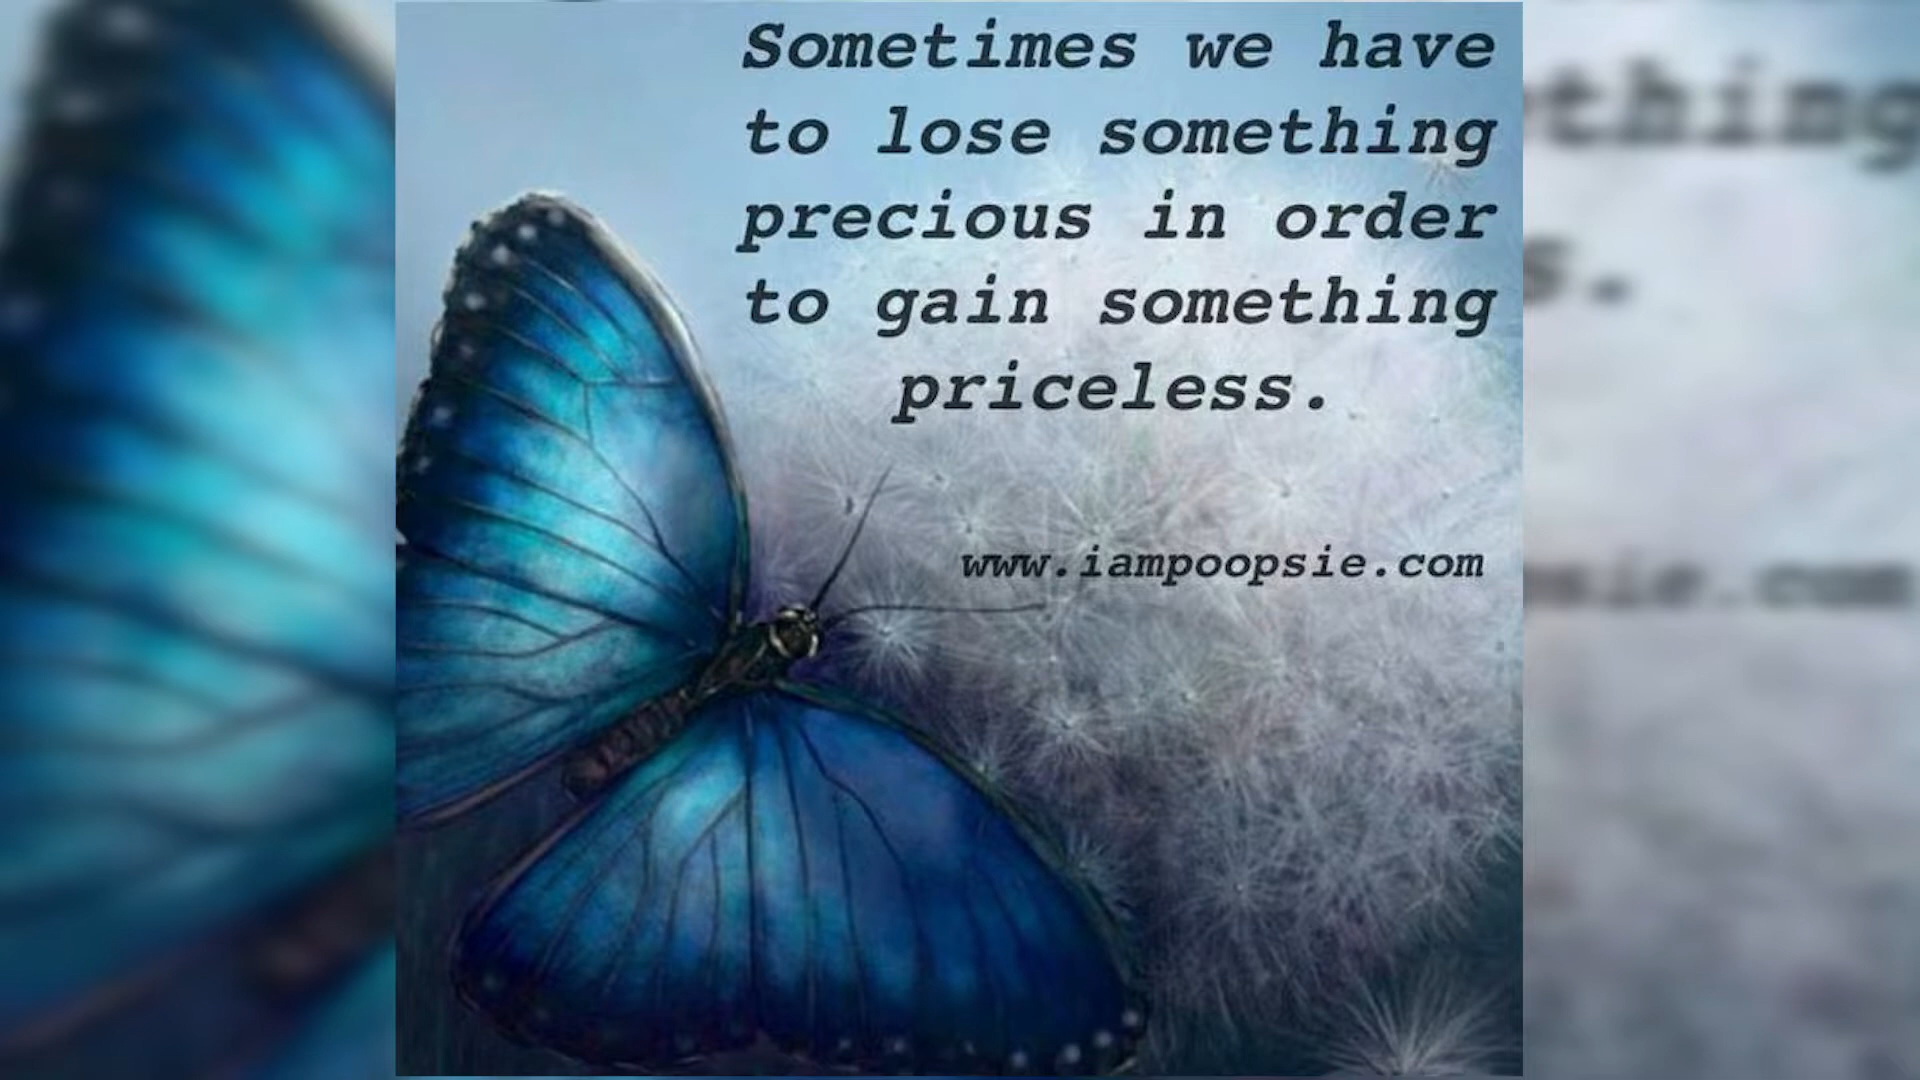 Sometimes we have
to lose something
precious in order
to gain something
priceless.
www.iampoopsie.com